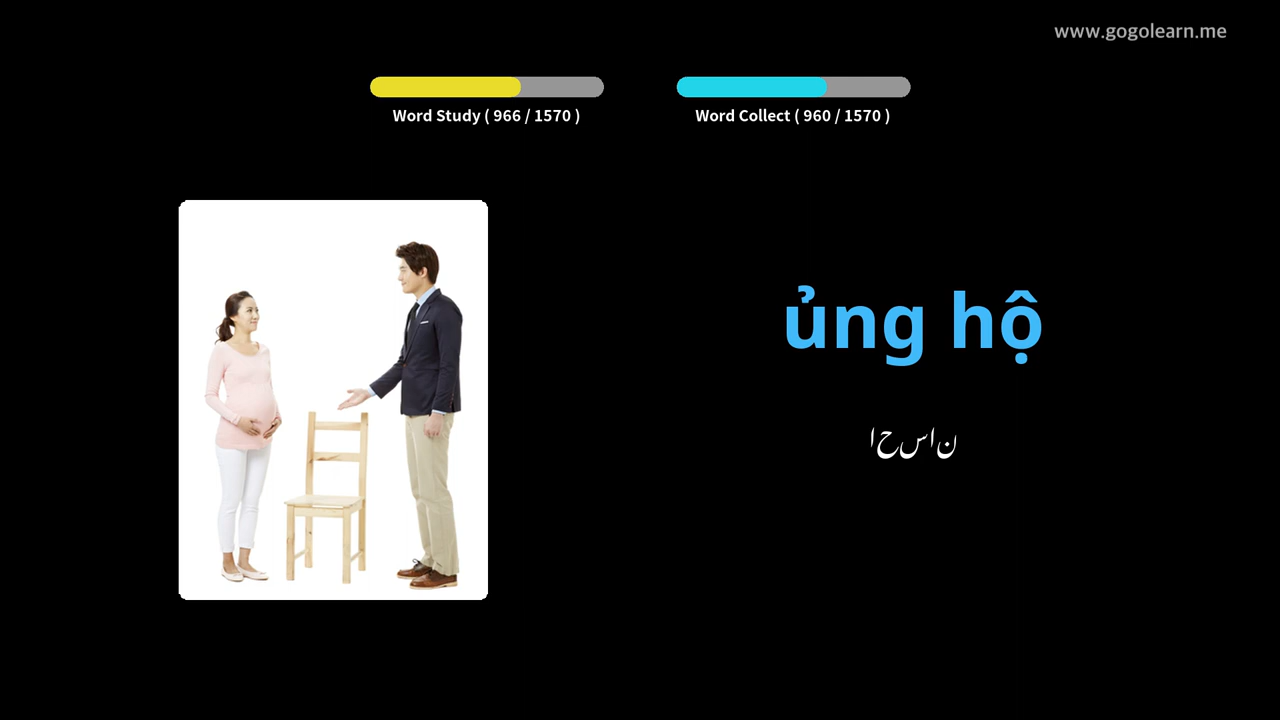 www.gogolearn.me
Word Study ( 966 / 1570 )
Word Collect ( 960 / 1570 )
ủng hộ
احسان